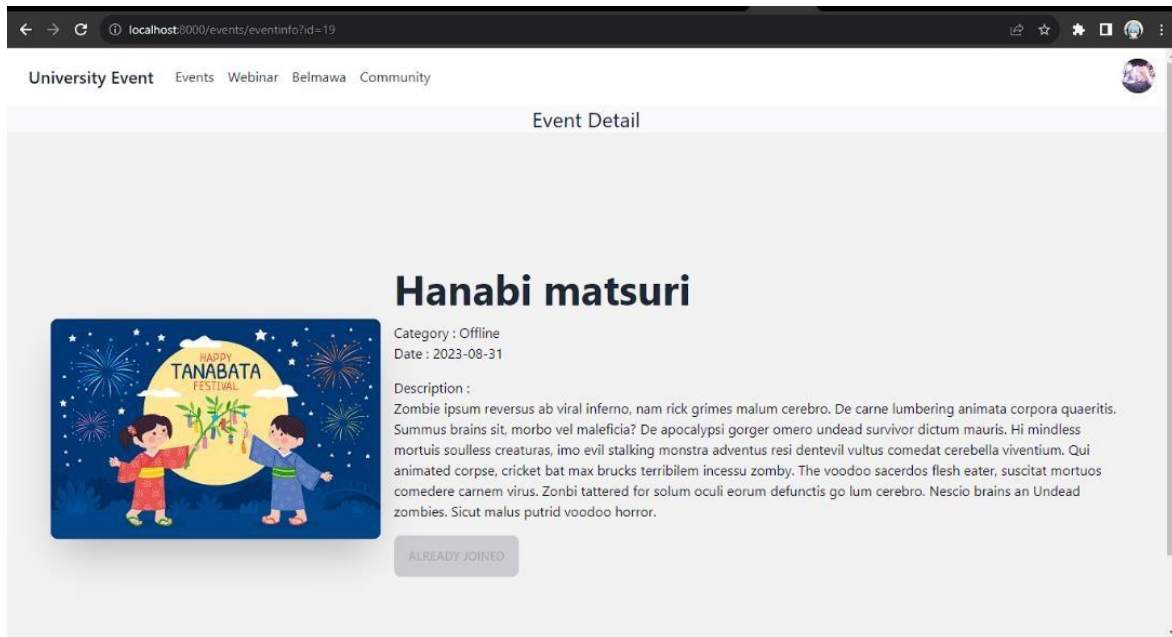 localhost:8000/events/eventinfo?id=19
University Event Events Webinar Belmawa Community
Event Detail
Hanabi matsuri
Category : Offline
Date : 2023-08-31
HAPPY
TANABATA
FESTIVAL
Description :
Zombie ipsum reversus ab viral inferno, nam rick grimes malum cerebro. De carne lumbering animata corpora quaeritis.
Summus brains sit, morbo vel maleficia? De apocalypsi gorger omero undead survivor dictum mauris. Hi mindless
mortuis soulless creaturas, imo evil stalking monstra adventus resi dentevil vultus comedat cerebella viventium. Qui
animated corpse, cricket bat max brucks terribilem incessu zomby. The voodoo sacerdos flesh eater, suscitat mortuos
comedere carnem virus. Zonbi tattered for solum oculi eorum defunctis go lum cerebro. Nescio brains an Undead
zombies. Sicut malus putrid voodoo horror.
ALREADY JOINED